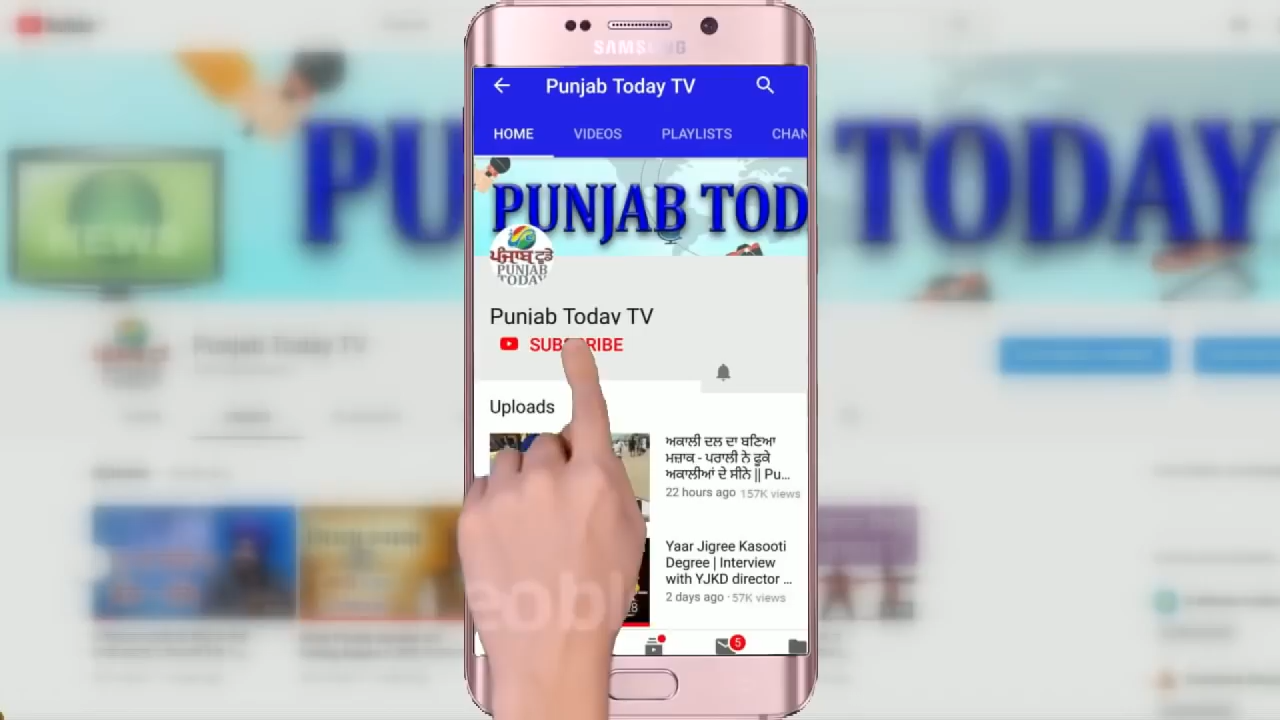 SAMSUNG
Punjab Today TV
HOME VIDEOS PLAYLISTS CHAN
PUNJAB TOD
PU
TODAY
ਪੰਜਾਬ ਟੂਡੇ
PUNJAB
TODAY
Punjab Today TV
SUBSCRIBE
Uploads
ਅਕਾਲੀ ਦਲ ਦਾ ਬਣਿਆ
ਮਜ਼ਾਕ - ਪਰਾਲੀ ਨੇ ਫੂਕੇ
ਅਕਾਲੀਆਂ ਦੇ ਸੀਨੇ || Pu...
22 hours ago 157K views
Yaar Jigree Kasooti
Degree | Interview
with YJKD director ...
2 days ago · 57K views
5